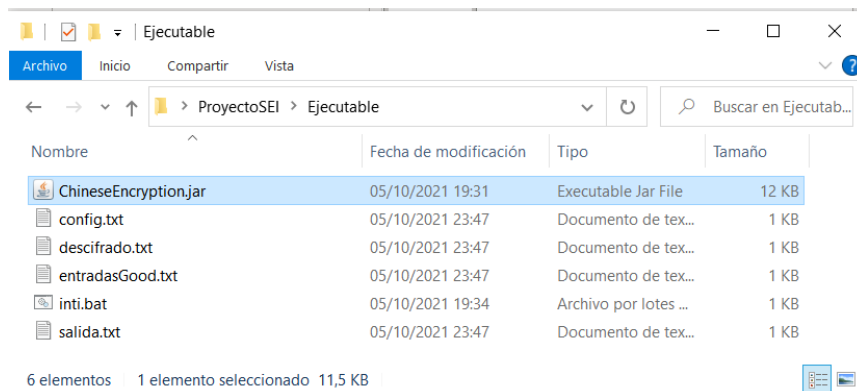 Ejecutable
Archivo Inicio Compartir Vista
ProyectoSEI > Ejecutable Buscar en Ejecutab...
Nombre Fecha de modificación Tipo Tamaño
ChineseEncryption.jar 05/10/2021 19:31 Executable Jar File 12 KB
config.txt 05/10/2021 23:47 Documento de tex... 1 KB
descifrado.txt 05/10/2021 23:47 Documento de tex... 1 KB
entradasGood.txt 05/10/2021 23:47 Documento de tex... 1 KB
inti.bat 05/10/2021 19:34 Archivo por lotes ... 1 KB
salida.txt 05/10/2021 23:47 Documento de tex... 1 KB
6 elementos 1 elemento seleccionado 11,5 KB